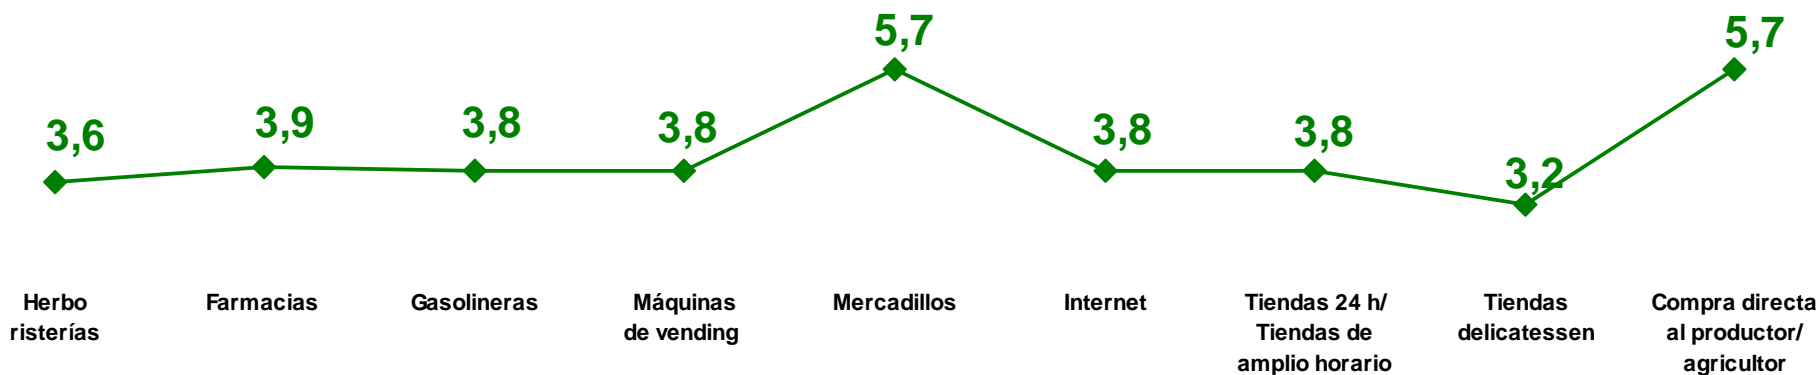 3,6
3,9
3,8
3,8
5,7
3,8
3,8
3,2
5,7
Herbo
risterías
Farmacias
Gasolineras
Máquinas
de vending
Mercadillos
Internet
Tiendas 24 h/
Tiendas de
amplio horario
Tiendas
delicatessen
Compra directa
al productor/
agricultor